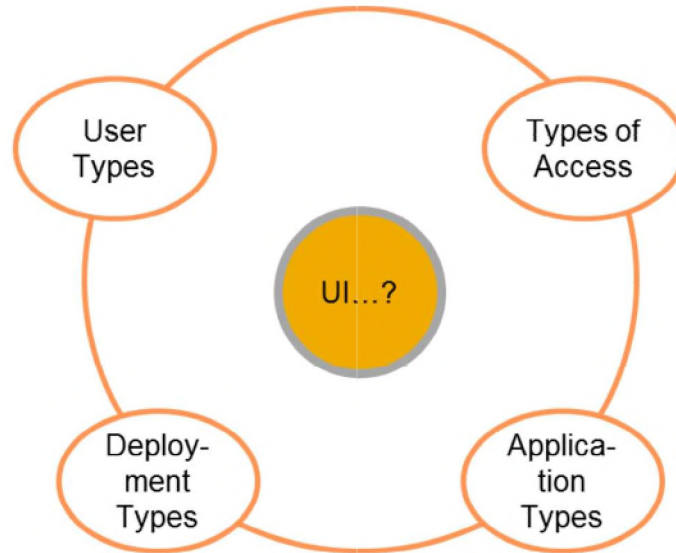 User
Types
Types of
Access
UI...?
Deploy-
ment
Types
Applica-
tion
Types